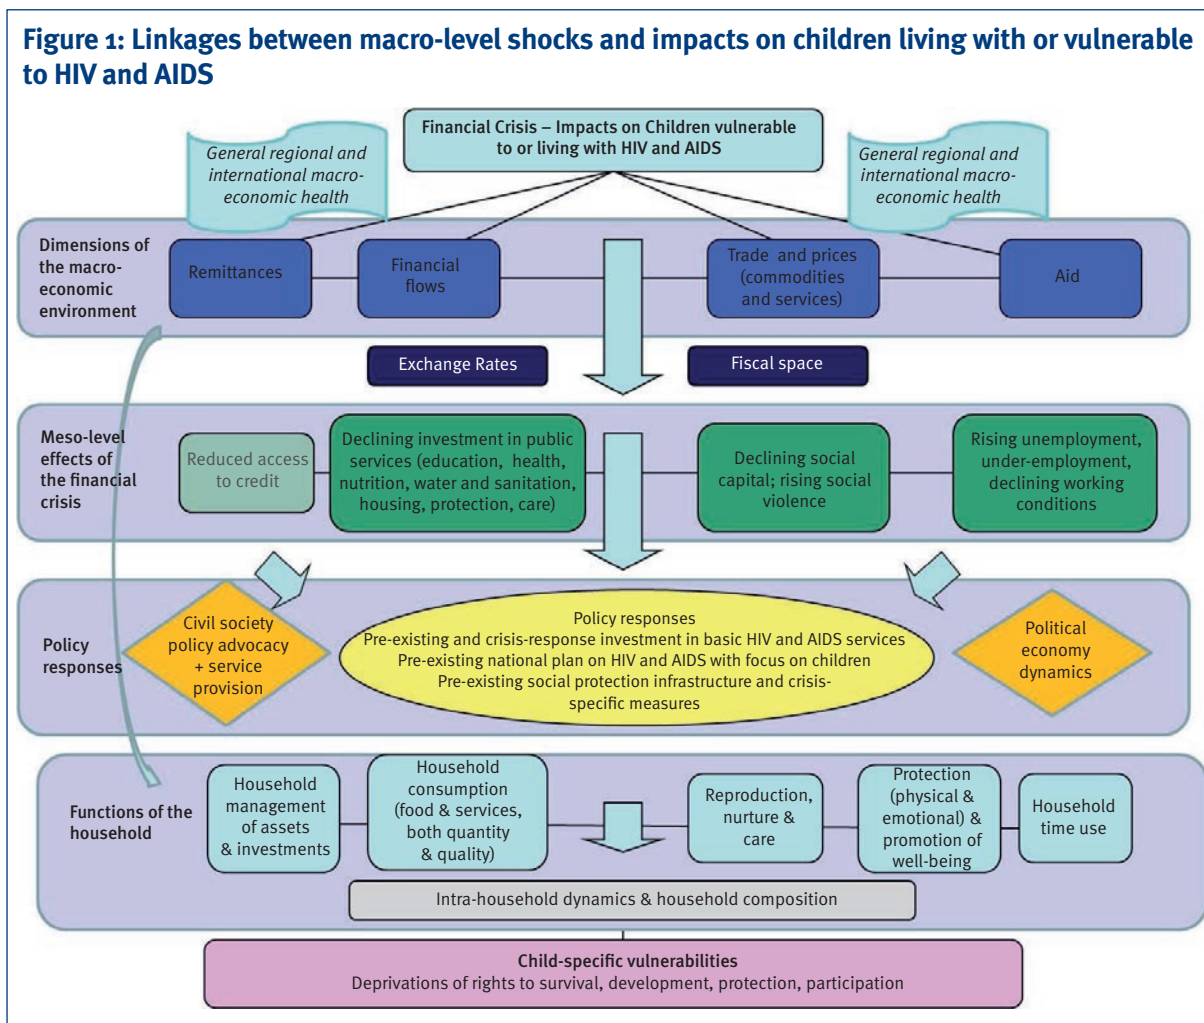 Figure 1: Linkages between macro-level shocks and impacts on children living with or vulnerable
to HIV and AIDS
Financial Crisis – Impacts on Children vulnerable
to or living with HIV and AIDS
General regional and
international macro-
economic health
General regional and
international macro-
economic health
Dimensions of
the macro-
economic
environment
Remittances
Financial
flows
Trade and prices
(commodities
and services)
Aid
Exchange Rates
Fiscal space
Meso-level
effects of
the financial
crisis
Reduced access
to credit
Declining investment in public
services (education, health,
nutrition, water and sanitation,
housing, protection, care)
Declining social
capital; rising social
violence
Rising unemployment,
under-employment,
declining working
conditions
Policy
responses
Civil society
policy advocacy
+ service
provision
Policy responses
Pre-existing and crisis-response investment in basic HIV and AIDS services
Pre-existing national plan on HIV and AIDS with focus on children
Pre-existing social protection infrastructure and crisis-
specific measures
Political
economy
dynamics
Functions of the
household
Household
management
of assets
& investments
Household
consumption
(food & services,
both quantity
& quality)
Reproduction,
nurture &
care
Protection
(physical &
emotional) &
promotion of
well-being
Household
time use
Intra-household dynamics & household composition
Child-specific vulnerabilities
Deprivations of rights to survival, development, protection, participation